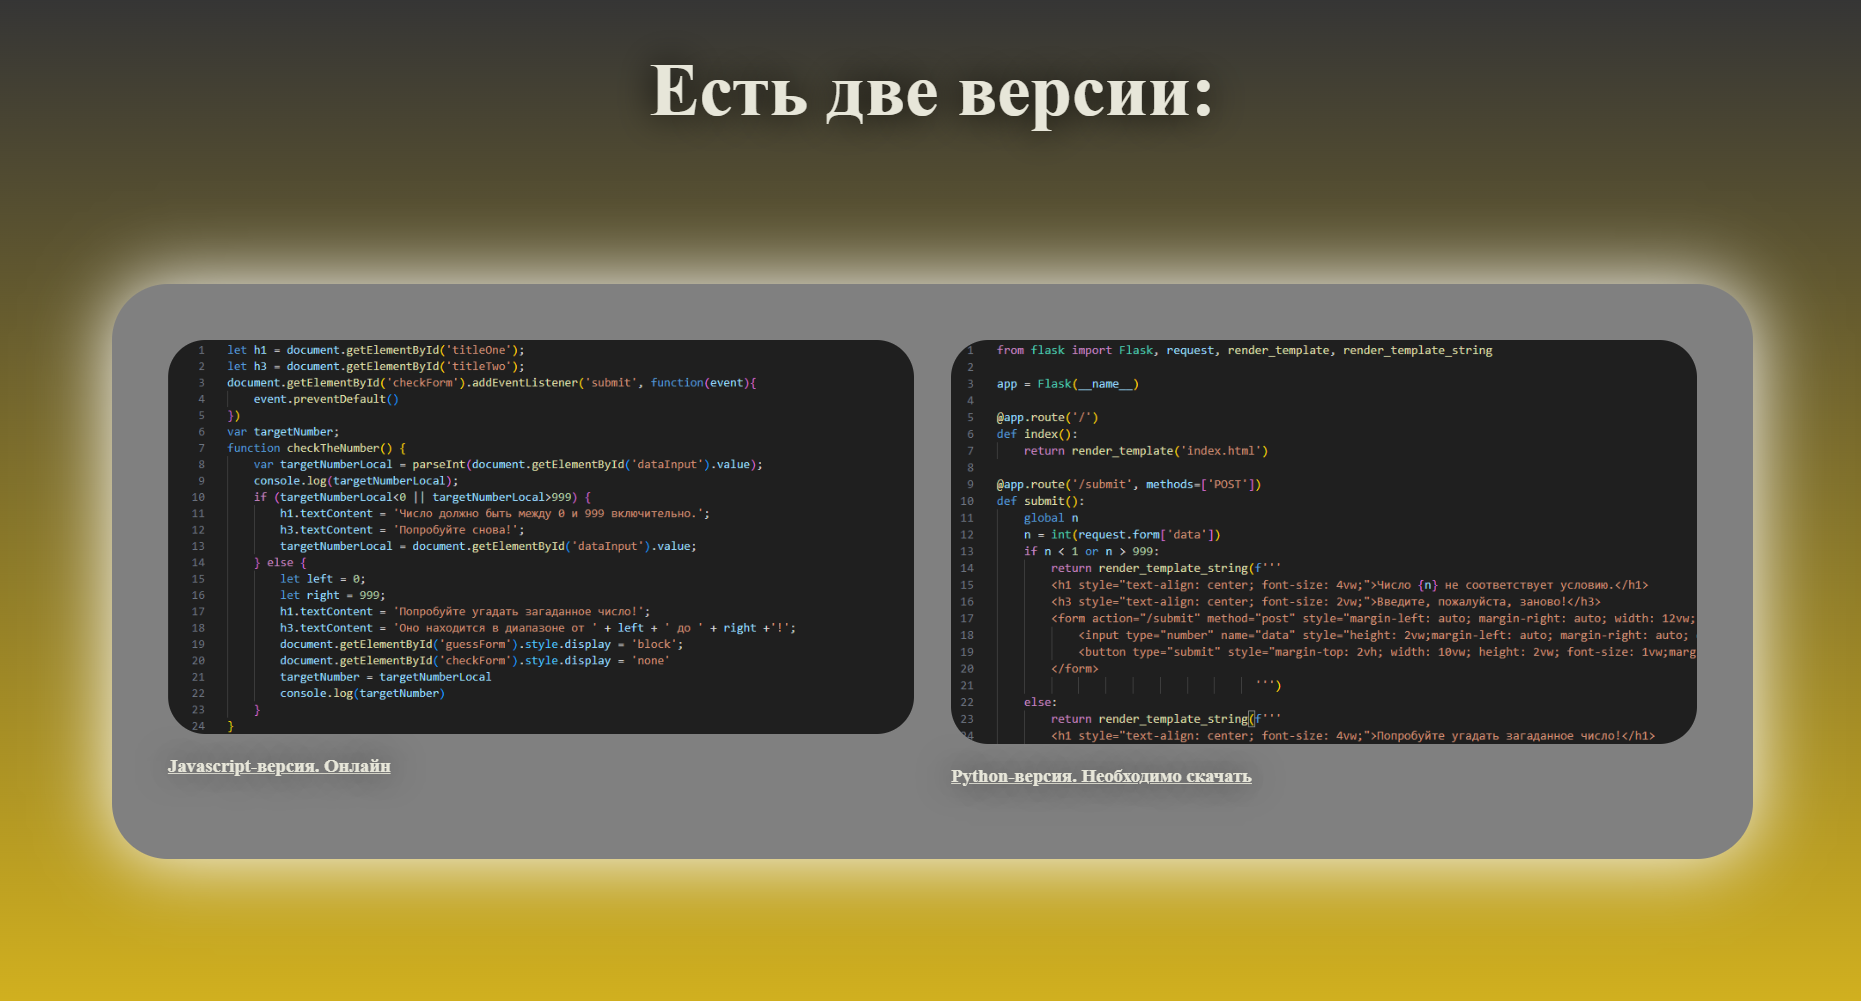 Есть две версии:
1 let h1 = document.getElementById('titleOne');
2 let h3 = document.getElementById('titleTwo');
3 document.getElementById('checkForm').addEventListener('submit', function(event){
4 event.preventDefault()
5 })
6 var targetNumber;
7 function checkTheNumber() {
8 var targetNumberLocal = parseInt(document.getElementById('dataInput').value);
9 console.log(targetNumberLocal);
10 if (targetNumberLocal<0 || targetNumberLocal>999) {
11 h1.textContent = 'Число должно быть между 0 и 999 включительно.';
12 h3.textContent = 'Попробуйте снова!';
13 targetNumberLocal = document.getElementById('dataInput').value;
14 } else {
15 let left = 0;
16 let right = 999;
17 h1.textContent = 'Попробуйте угадать загаданное число!';
18 h3.textContent = 'Оно находится в диапазоне от ' + left + ' до ' + right +'!';
19 document.getElementById('guessForm').style.display = 'block';
20 document.getElementById('checkForm').style.display = 'none'
21 targetNumber = targetNumberLocal
22 console.log(targetNumber)
23 }
24 }
Javascript-версия. Онлайн
1 from flask import Flask, request, render_template, render_template_string
2
3 app = Flask(__name__)
4
5 @app.route('/')
6 def index():
7 return render_template('index.html')
8
9 @app.route('/submit', methods=['POST'])
10 def submit():
11 global n
12 n = int(request.form['data'])
13 if n < 1 or n > 999:
14 return render_template_string(f'''
15 <h1 style="text-align: center; font-size: 4vw;">Число {n} не соответствует условию.</h1>
16 <h3 style="text-align: center; font-size: 2vw;">Введите, пожалуйста, заново!</h3>
17 <form action="/submit" method="post" style="margin-left: auto; margin-right: auto; width: 12vw;
18 <input type="number" name="data" style="height: 2vw;margin-left: auto; margin-right: auto;
19 <button type="submit" style="margin-top: 2vh; width: 10vw; height: 2vw; font-size: 1vw;marg
20 </form>
21 ''')
22 else:
23 return render_template_string(f'''
24 <h1 style="text-align: center; font-size: 4vw;">Попробуйте угадать загаданное число!</h1>
Python-версия. Необходимо скачать